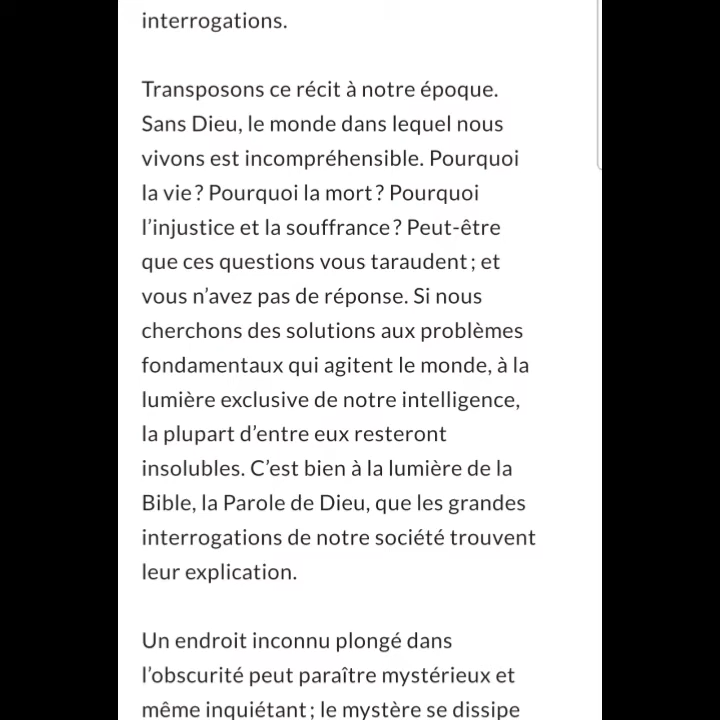 interrogations.
Transposons ce récit à notre époque.
Sans Dieu, le monde dans lequel nous
vivons est incompréhensible. Pourquoi
la vie ? Pourquoi la mort ? Pourquoi
l’injustice et la souffrance ? Peut-être
que ces questions vous taraudent ; et
vous n’avez pas de réponse. Si nous
cherchons des solutions aux problèmes
fondamentaux qui agitent le monde, à la
lumière exclusive de notre intelligence,
la plupart d’entre eux resteront
insolubles. C’est bien à la lumière de la
Bible, la Parole de Dieu, que les grandes
interrogations de notre société trouvent
leur explication.
Un endroit inconnu plongé dans
l’obscurité peut paraître mystérieux et
même inquiétant ; le mystère se dissipe